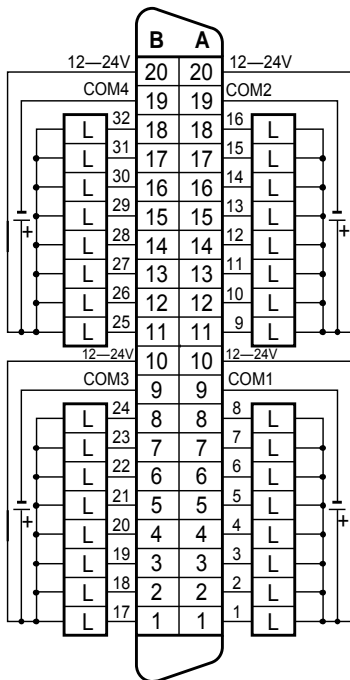 B A
12—24V 20 20 12—24V
COM4 19 19 COM2
L 32 18 18 16 L
L 31 17 17 15 L
L 30 16 16 14 L
L 29 15 15 13 L
+ L 28 14 14 12 L +
L 27 13 13 11 L
L 26 12 12 10 L
L 25 11 11 9 L
12—24V 10 10 12—24V
COM3 9 9 COM1
L 24 8 8 8 L
L 23 7 7 7 L
L 22 6 6 6 L
L 21 5 5 5 L
+ L 20 4 4 4 L +
L 19 3 3 3 L
L 18 2 2 2 L
L 17 1 1 1 L